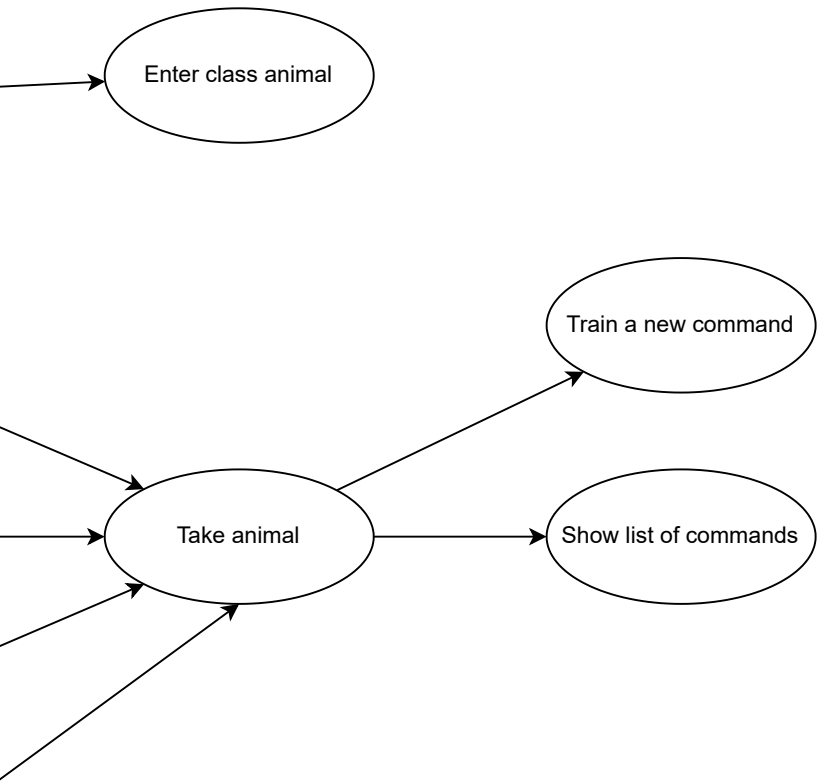 Enter class animal
Train a new command
Take animal
Show list of commands